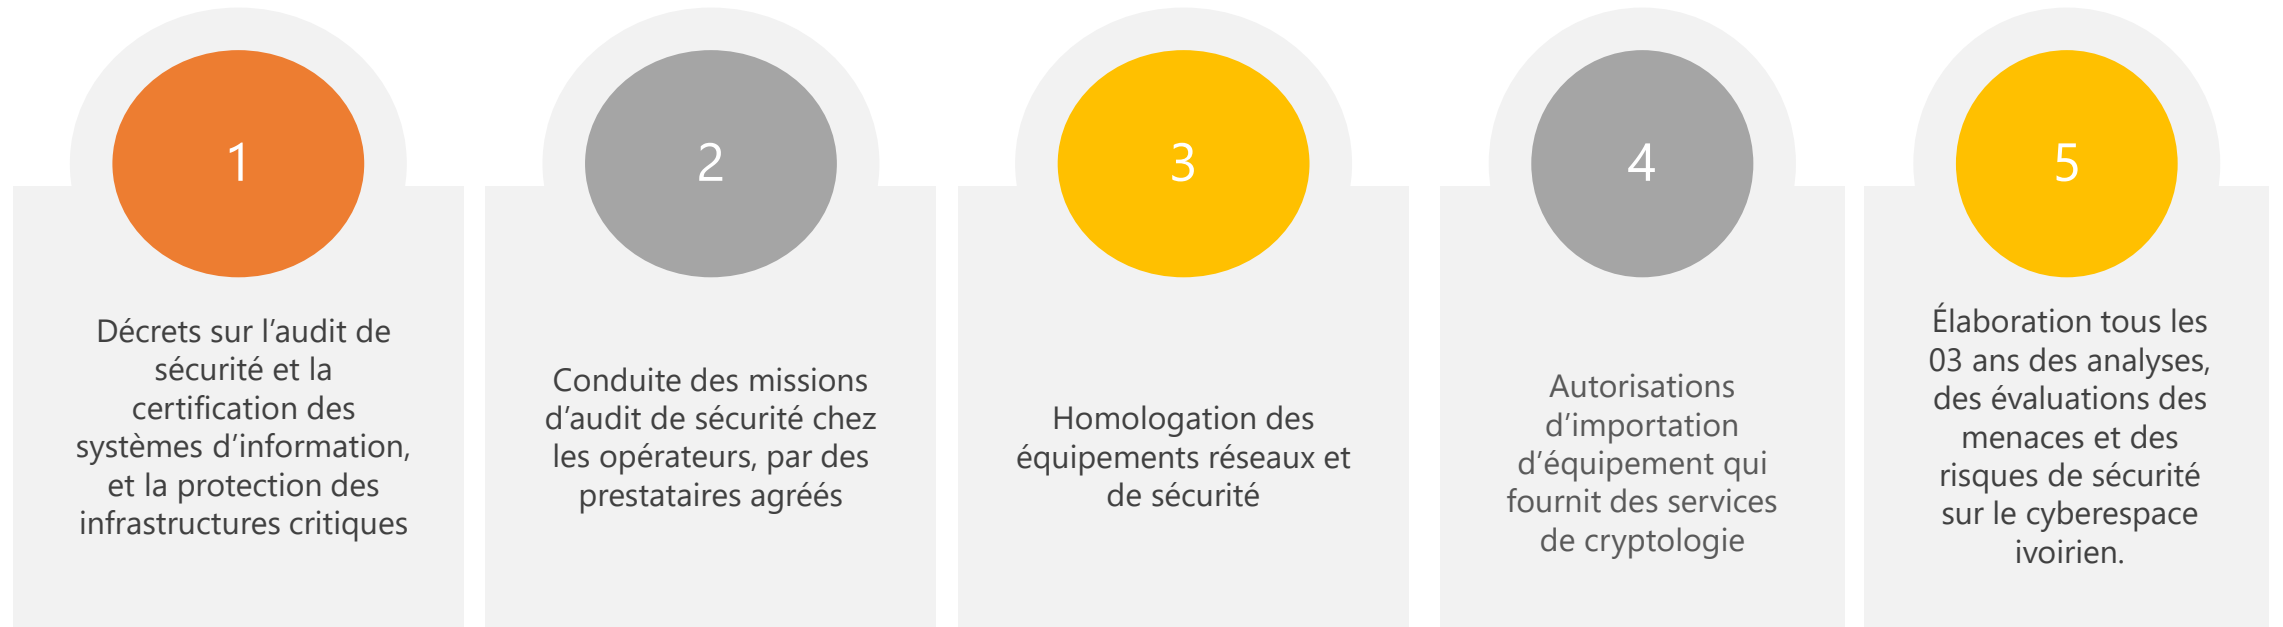 1
Décrets sur l’audit de
sécurité et la
certification des
systèmes d’information,
et la protection des
infrastructures critiques
2
Conduite des missions
d’audit de sécurité chez
les opérateurs, par des
prestataires agréés
3
Homologation des
équipements réseaux et
de sécurité
4
Autorisations
d’importation
d’équipement qui
fournit des services
de cryptologie
5
Élaboration tous les
03 ans des analyses,
des évaluations des
menaces et des
risques de sécurité
sur le cyberespace
ivoirien.